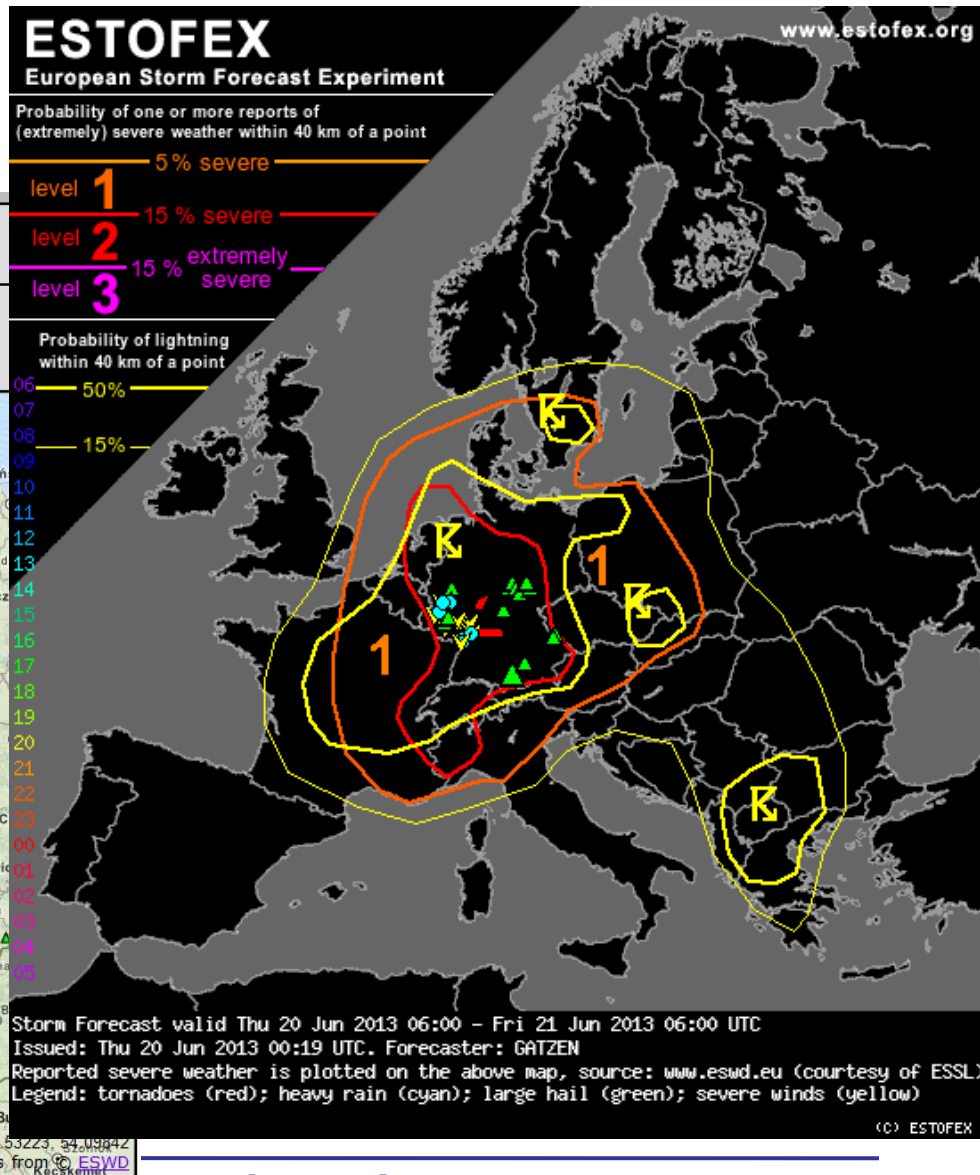 ESTOFEX
www.estofex.org
European Storm Forecast Experiment
Probability of one or more reports of
(extremely) severe weather within 40 km of a point
5% severe
level 1
15 % severe
level 2
15 % extremely severe
level 3
Probability of lightning
within 40 km of a point
50%
15%
06
07
08
09
10
11
12
13
14
15
16
17
18
19
20
21
22
23
00
01
02
03
04
05
1
1
Storm Forecast valid Thu 20 Jun 2013 06:00 - Fri 21 Jun 2013 06:00 UTC
Issued: Thu 20 Jun 2013 00:19 UTC. Forecaster: GATZEN
Reported severe weather is plotted on the above map, source: www.eswd.eu (courtesy of ESSL)
Legend: tornadoes (red); heavy rain (cyan); large hail (green); severe winds (yellow)
(C) ESTOFEX
53223, 54.09842
from © ESWD